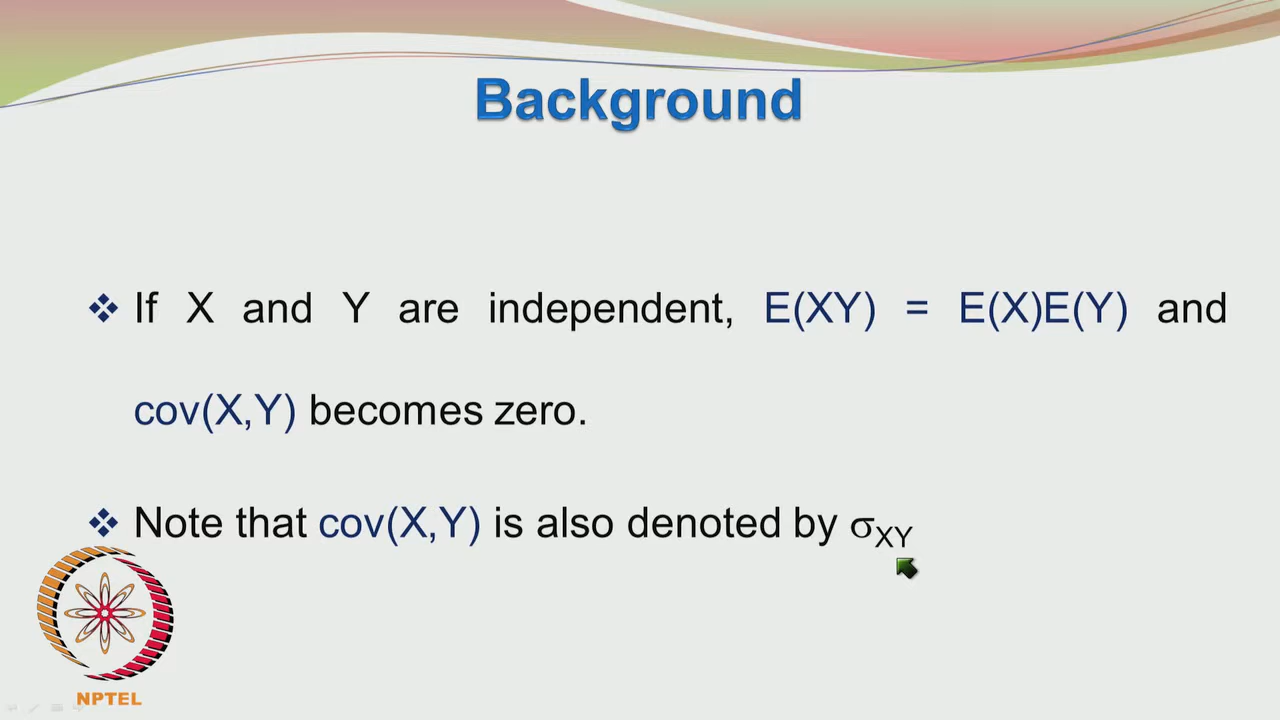 Background
❖ If X and Y are independent, E(XY) = E(X)E(Y) and
cov(X,Y) becomes zero.
❖ Note that cov(X,Y) is also denoted by σXY
NPTEL